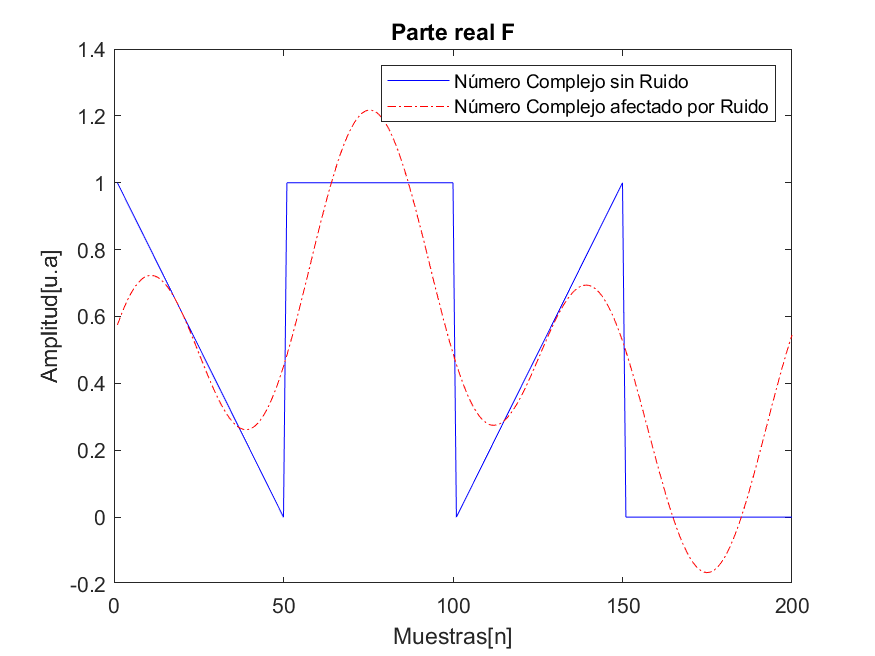 Parte real F
1.4
1.2
1
0.8
0.6
0.4
0.2
0
-0.2
Amplitud[u.a]
Número Complejo sin Ruido
Número Complejo afectado por Ruido
0
50
100
150
200
Muestras[n]